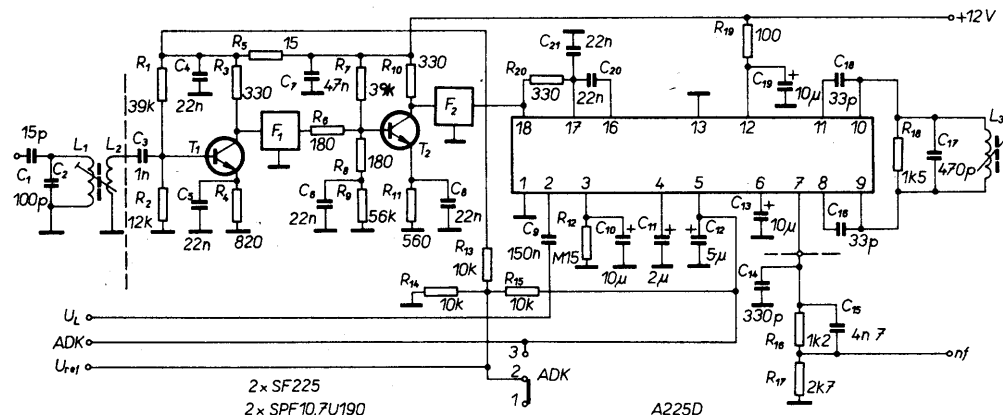 +12V
R5
15
R1
39k
C4
22n
R3
330
C7
47n
R7
39k
R10
330
C21
22n
R20
330
C20
22n
R19
100
C19
+
10µ
C18
33p
18
17
16
13
12
11
10
15p
C1
L1
C2
100p
L2
C3
1n
T1
F1
R6
180
T2
F2
R18
1k5
C17
470p
L3
R2
12k
C5
22n
R4
820
R8
180
C6
22n
R9
56k
R11
560
C8
22n
1
2
3
4
5
6
7
8
9
C9
150n
R12
M15
C10
+
10µ
C11
+
2µ
C12
+
5µ
C13
+
10µ
C16
33p
R13
10k
R14
10k
R15
10k
C14
330p
C15
4n7
R16
1k2
R17
2k7
UL
ADK
Uref
nf
3
2
1
ADK
2x SF225
2x SPF10,7U190
A225D